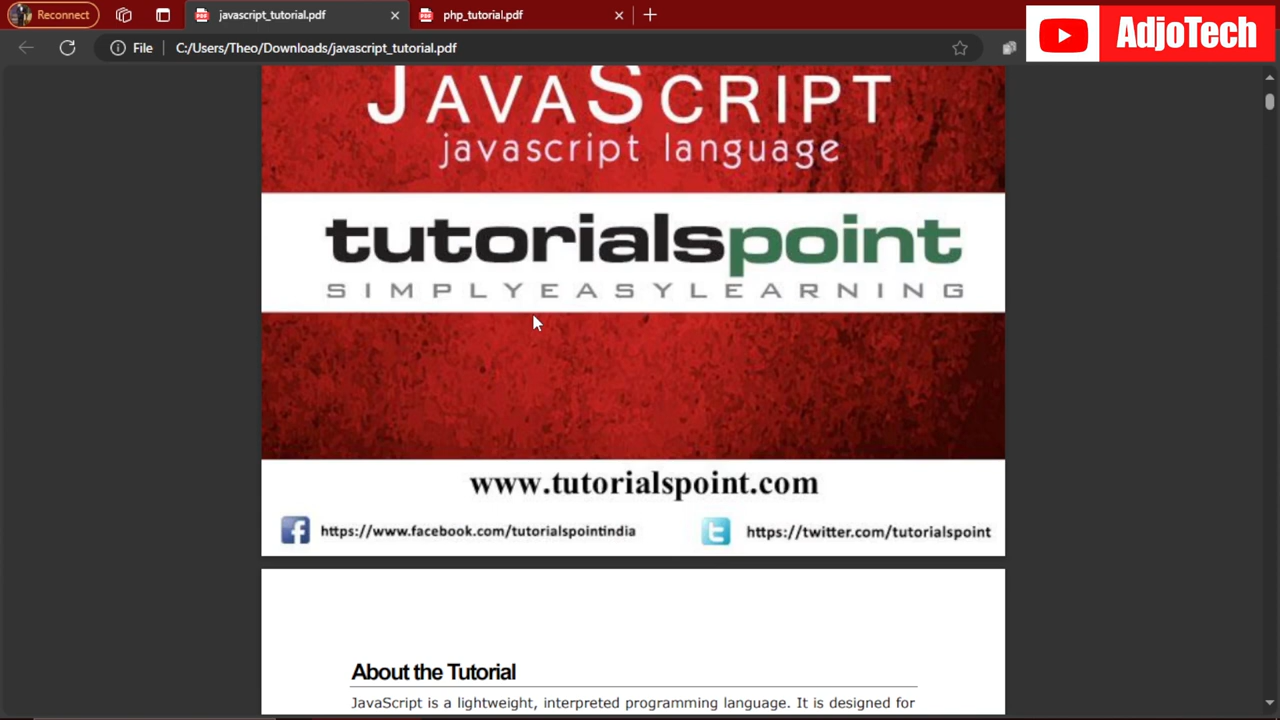 Reconnect
javascript_tutorial.pdf
php_tutorial.pdf
File
C:/Users/Theo/Downloads/javascript_tutorial.pdf
AdjoTech
JAVASCRIPT
javascript language
tutorialspoint
SIMPLYEASYLEARNING
www.tutorialspoint.com
https://www.facebook.com/tutorialspointindia
https://twitter.com/tutorialspoint
About the Tutorial
JavaScript is a lightweight, interpreted programming language. It is designed for